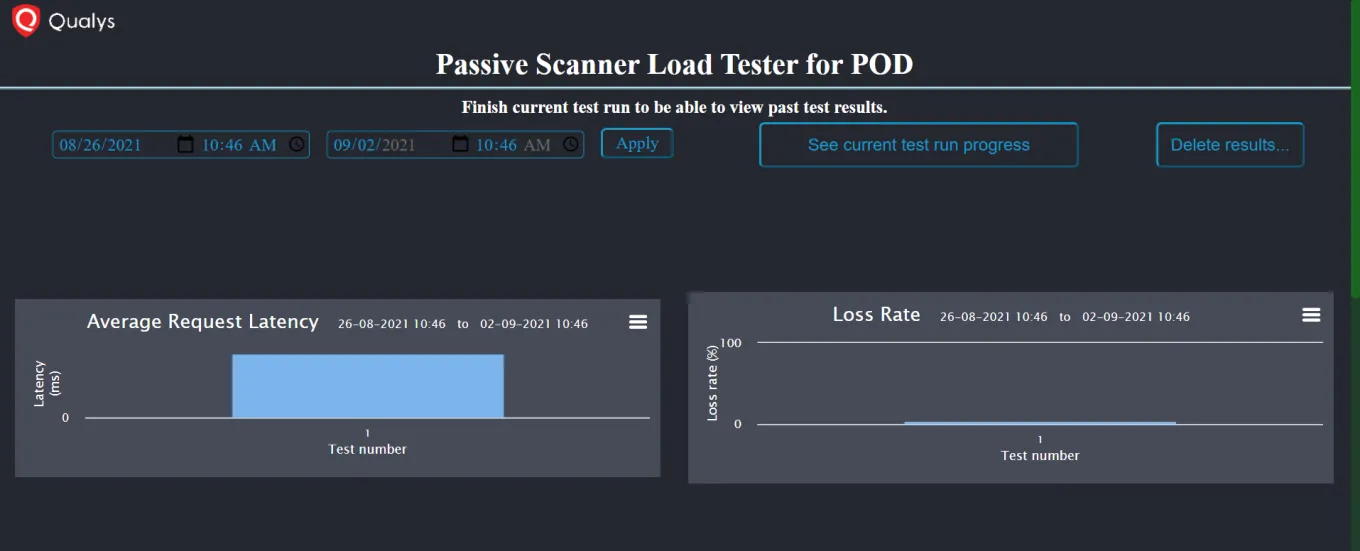 Qualys
Passive Scanner Load Tester for POD
Finish current test run to be able to view past test results.
08/26/2021 10:46 AM 09/02/2021 10:46 AM Apply See current test run progress Delete results...
Average Request Latency 26-08-2021 10:46 to 02-09-2021 10:46
Latency
(ms)
0
1
Test number
Loss Rate 26-08-2021 10:46 to 02-09-2021 10:46
Loss rate (%)
100
0
1
Test number